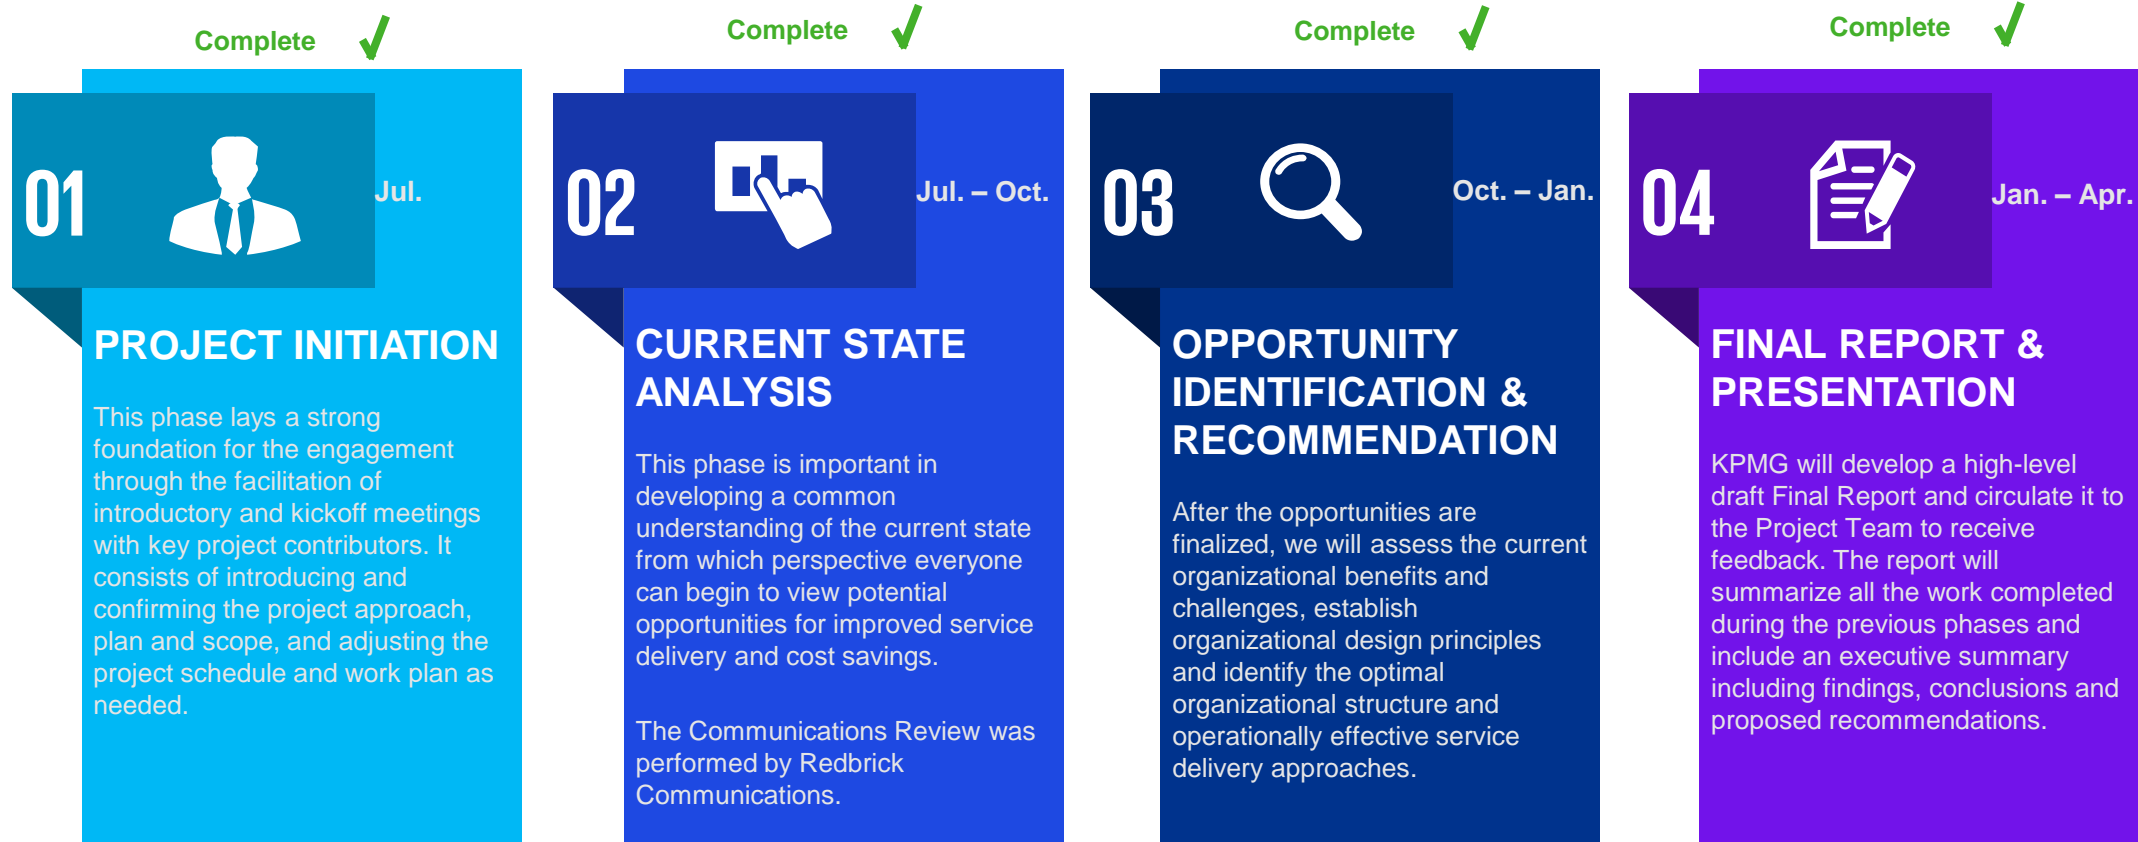 Complete
01
Jul.
PROJECT INITIATION
This phase lays a strong
foundation for the engagement
through the facilitation of
introductory and kickoff meetings
with key project contributors. It
consists of introducing and
confirming the project approach,
plan and scope, and adjusting the
project schedule and work plan as
needed.
Complete
02
Jul. – Oct.
CURRENT STATE
ANALYSIS
This phase is important in
developing a common
understanding of the current state
from which perspective everyone
can begin to view potential
opportunities for improved service
delivery and cost savings.
The Communications Review was
performed by Redbrick
Communications.
Complete
03
Oct. – Jan.
OPPORTUNITY
IDENTIFICATION &
RECOMMENDATION
After the opportunities are
finalized, we will assess the current
organizational benefits and
challenges, establish
organizational design principles
and identify the optimal
organizational structure and
operationally effective service
delivery approaches.
Complete
04
Jan. – Apr.
FINAL REPORT &
PRESENTATION
KPMG will develop a high-level
draft Final Report and circulate it to
the Project Team to receive
feedback. The report will
summarize all the work completed
during the previous phases and
include an executive summary
including findings, conclusions and
proposed recommendations.